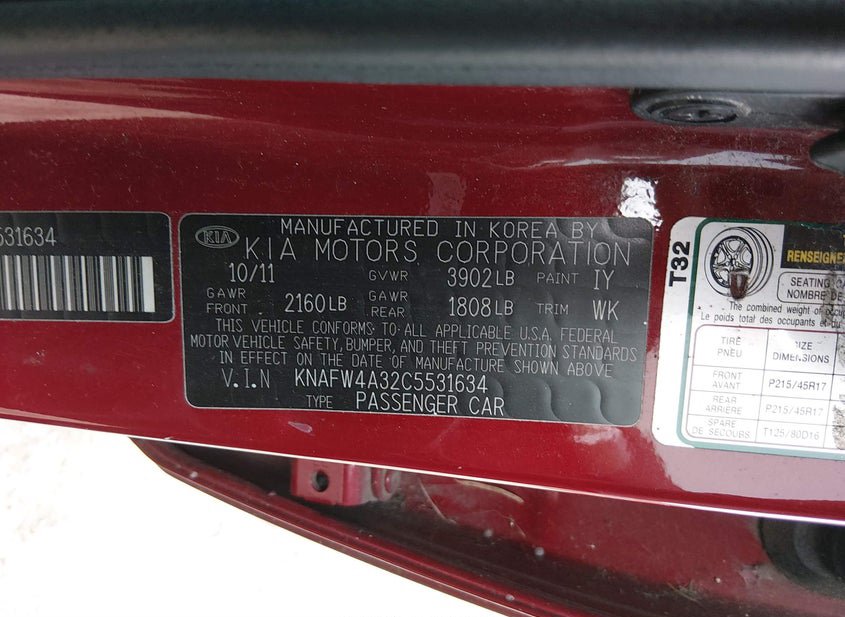 531634
KIA
MANUFACTURED IN KOREA BY
KIA MOTORS CORPORATION
10/11 GVWR 3902LB PAINT IY
GAWR FRONT 2160LB GAWR REAR 1808LB TRIM WK
THIS VEHICLE CONFORMS TO ALL APPLICABLE U.S.A. FEDERAL
MOTOR VEHICLE SAFETY, BUMPER, AND THEFT PREVENTION STANDARDS
IN EFFECT ON THE DATE OF MANUFACTURE SHOWN ABOVE
V.I.N KNAFW4A32C5531634
TYPE PASSENGER CAR
T32
RENSEIGNE
SEATING
NOMBRE DE
The combined weight of
Le poids total des occupants et du
TIRE PNEU SIZE DIMENSIONS
FRONT AVANT P215/45R17
REAR ARRIÈRE P215/45R17
SPARE DE SECOURS T125/80D16